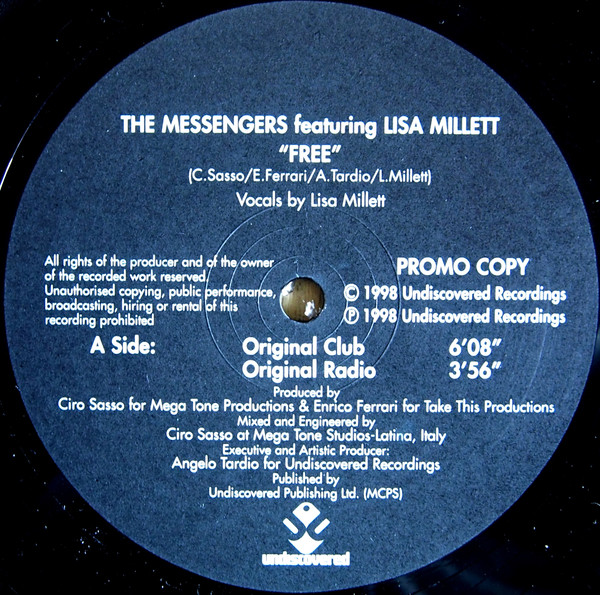 THE MESSENGERS featuring LISA MILLETT
"FREE"
(C.Sasso/E.Ferrari/A.Tardio/L.Millett)
Vocals by Lisa Millett
All rights of the producer and of the owner
of the recorded work reserved.
Unauthorised copying, public performance,
broadcasting, hiring or rental of this
recording prohibited
PROMO COPY
© 1998 Undiscovered Recordings
℗ 1998 Undiscovered Recordings
A Side: Original Club 6'08"
Original Radio 3'56"
Produced by
Ciro Sasso for Mega Tone Productions & Enrico Ferrari for Take This Productions
Mixed and Engineered by
Ciro Sasso at Mega Tone Studios-Latina, Italy
Executive and Artistic Producer:
Angelo Tardio for Undiscovered Recordings
Published by
Undiscovered Publishing Ltd. (MCPS)
undiscovered